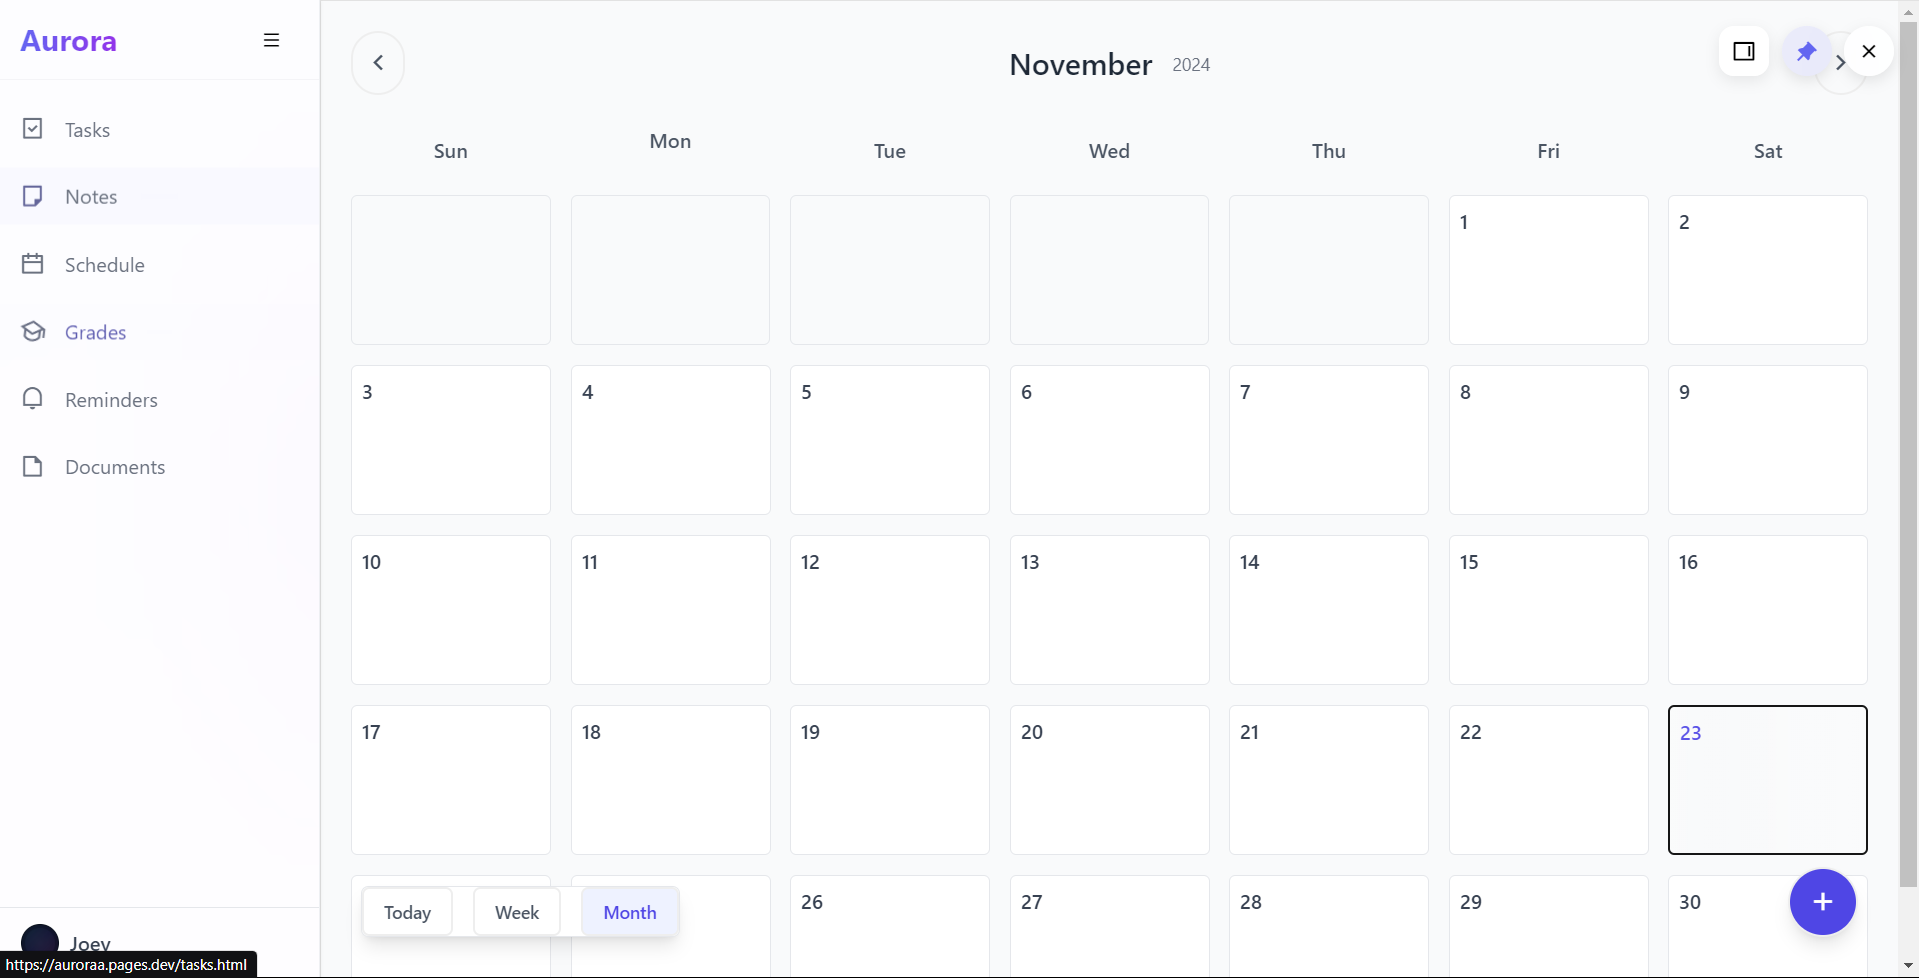 Aurora
November 2024
Tasks
Notes
Schedule
Grades
Reminders
Documents
Sun Mon Tue Wed Thu Fri Sat
1 2
3 4 5 6 7 8 9
10 11 12 13 14 15 16
17 18 19 20 21 22 23
26 27 28 29 30
Today Week Month
Joey
https://auroraa.pages.dev/tasks.html